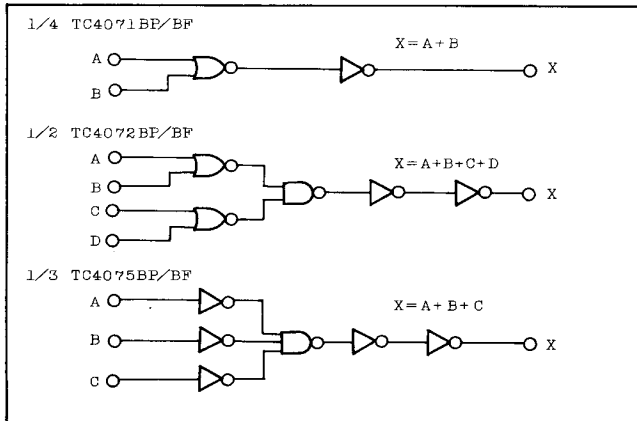 1/4 TC4071BP/BF
X=A+B
A
X
B
1/2 TC4072BP/BF
A
X=A+B+C+D
B
X
C
D
1/3 TC4075BP/BF
A
X=A+B+C
B
X
C